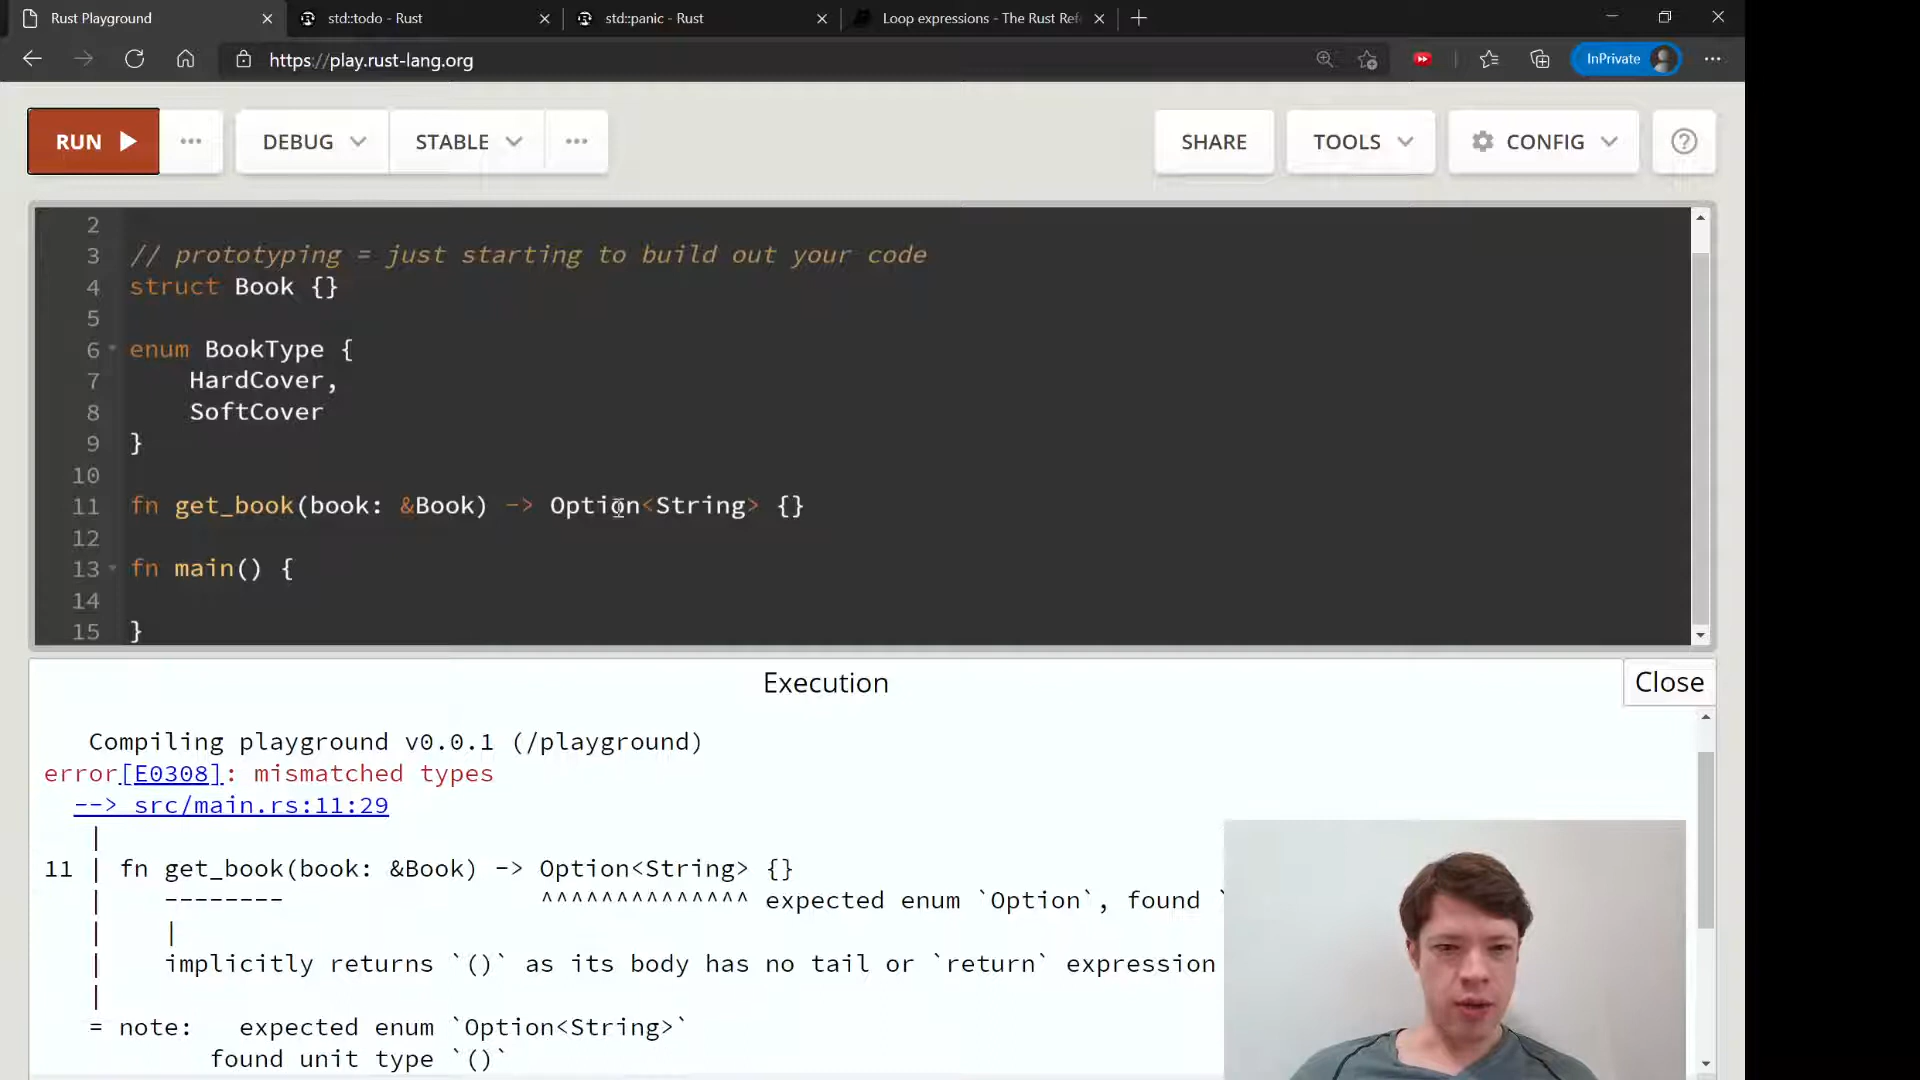 Rust Playground
std::todo - Rust
std::panic - Rust
Loop expressions - The Rust Ref
https://play.rust-lang.org
InPrivate
RUN
DEBUG
STABLE
SHARE
TOOLS
CONFIG
2
3 // prototyping = just starting to build out your code
4 struct Book {}
5
6 enum BookType {
7 HardCover,
8 SoftCover
9 }
10
11 fn get_book(book: &Book) -> Option<String> {}
12
13 fn main() {
14
15 }
Execution
Close
Compiling playground v0.0.1 (/playground)
error[E0308]: mismatched types
--> src/main.rs:11:29
|
11 | fn get_book(book: &Book) -> Option<String> {}
| -------- ^^^^^^^^^^^^^^ expected enum `Option`, found `
| |
| implicitly returns `()` as its body has no tail or `return` expression
|
= note: expected enum `Option<String>`
found unit type `()`